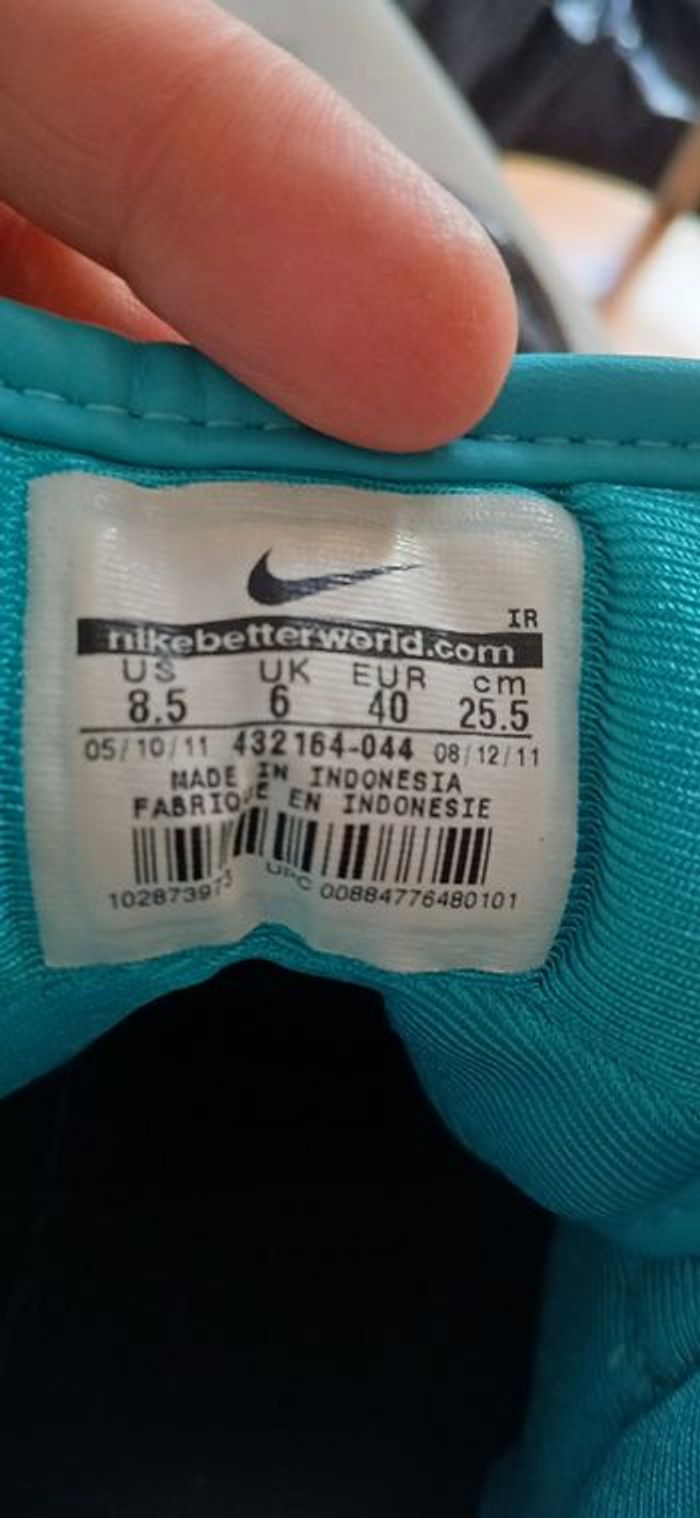 IR
nikebetterworld.com
US UK EUR cm
8.5 6 40 25.5
05/10/11 432164-044 08/12/11
MADE IN INDONESIA
FABRIQUE EN INDONESIE
102873973 UPC 00884776480101